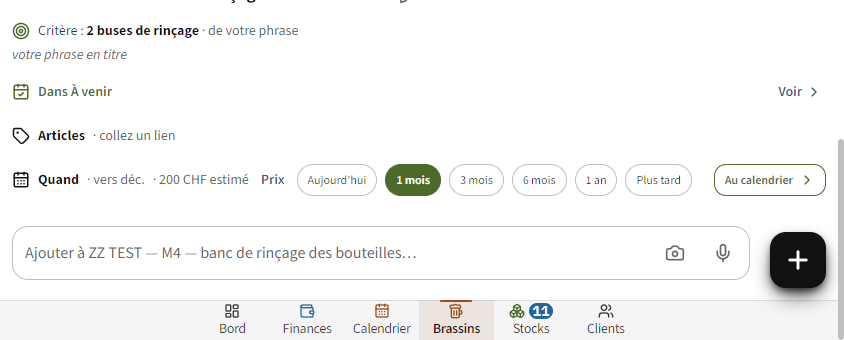 Critère : 2 buses de rinçage · de votre phrase
votre phrase en titre
Dans À venir Voir
Articles · collez un lien
Quand · vers déc. · 200 CHF estimé Prix Aujourd'hui 1 mois 3 mois 6 mois 1 an Plus tard Au calendrier
Ajouter à ZZ TEST — M4 — banc de rinçage des bouteilles…
11
Bord Finances Calendrier Brassins Stocks Clients